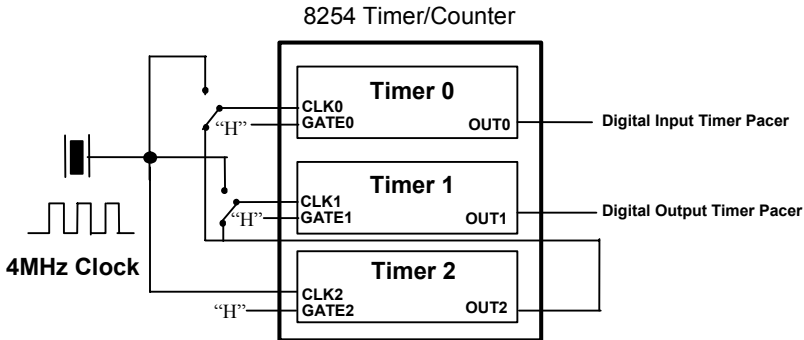 8254 Timer/Counter
Timer 0
CLK0
“H”
GATE0
OUT0
Digital Input Timer Pacer
Timer 1
CLK1
“H”
GATE1
OUT1
Digital Output Timer Pacer
4MHz Clock
Timer 2
CLK2
“H”
GATE2
OUT2